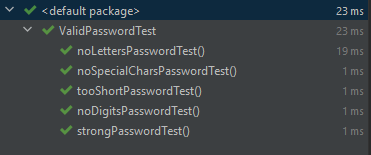 <default package> 23 ms
ValidPasswordTest 23 ms
noLettersPasswordTest() 19 ms
noSpecialCharsPasswordTest() 1 ms
tooShortPasswordTest() 1 ms
noDigitsPasswordTest() 1 ms
strongPasswordTest() 1 ms